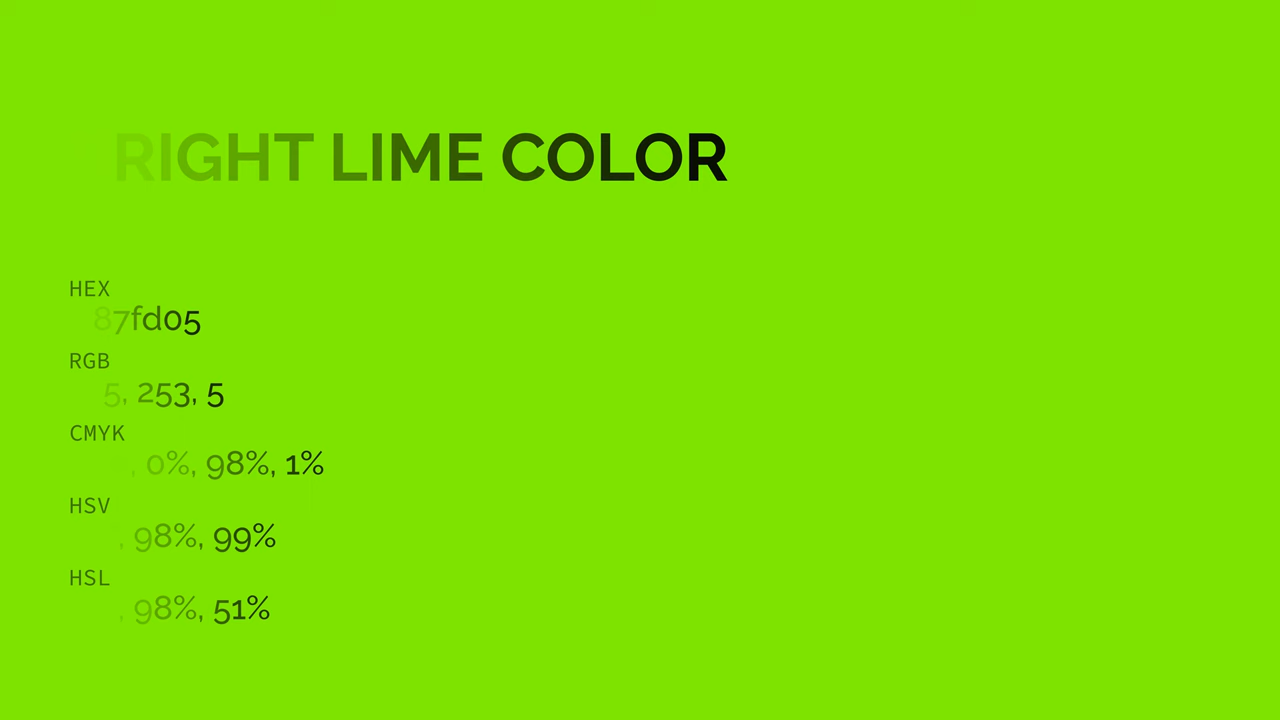 RIGHT LIME COLOR
HEX
87fd05
RGB
5, 253, 5
CMYK
, 0%, 98%, 1%
HSV
, 98%, 99%
HSL
, 98%, 51%